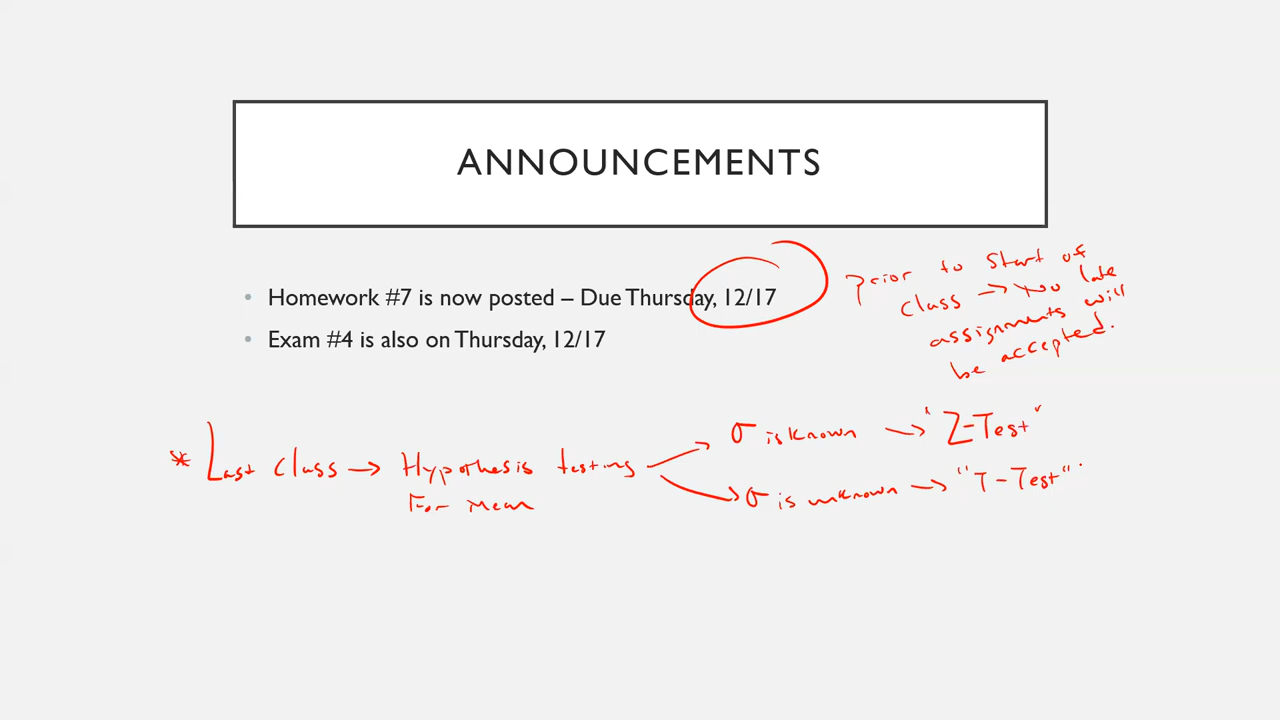 ANNOUNCEMENTS
• Homework #7 is now posted – Due Thursday, 12/17
• Exam #4 is also on Thursday, 12/17
prior to start of
class → no late
assignments will
be accepted.
* Last class → Hypothesis testing
For mean
σ is known → "Z-Test"
σ is unknown → "T-Test"